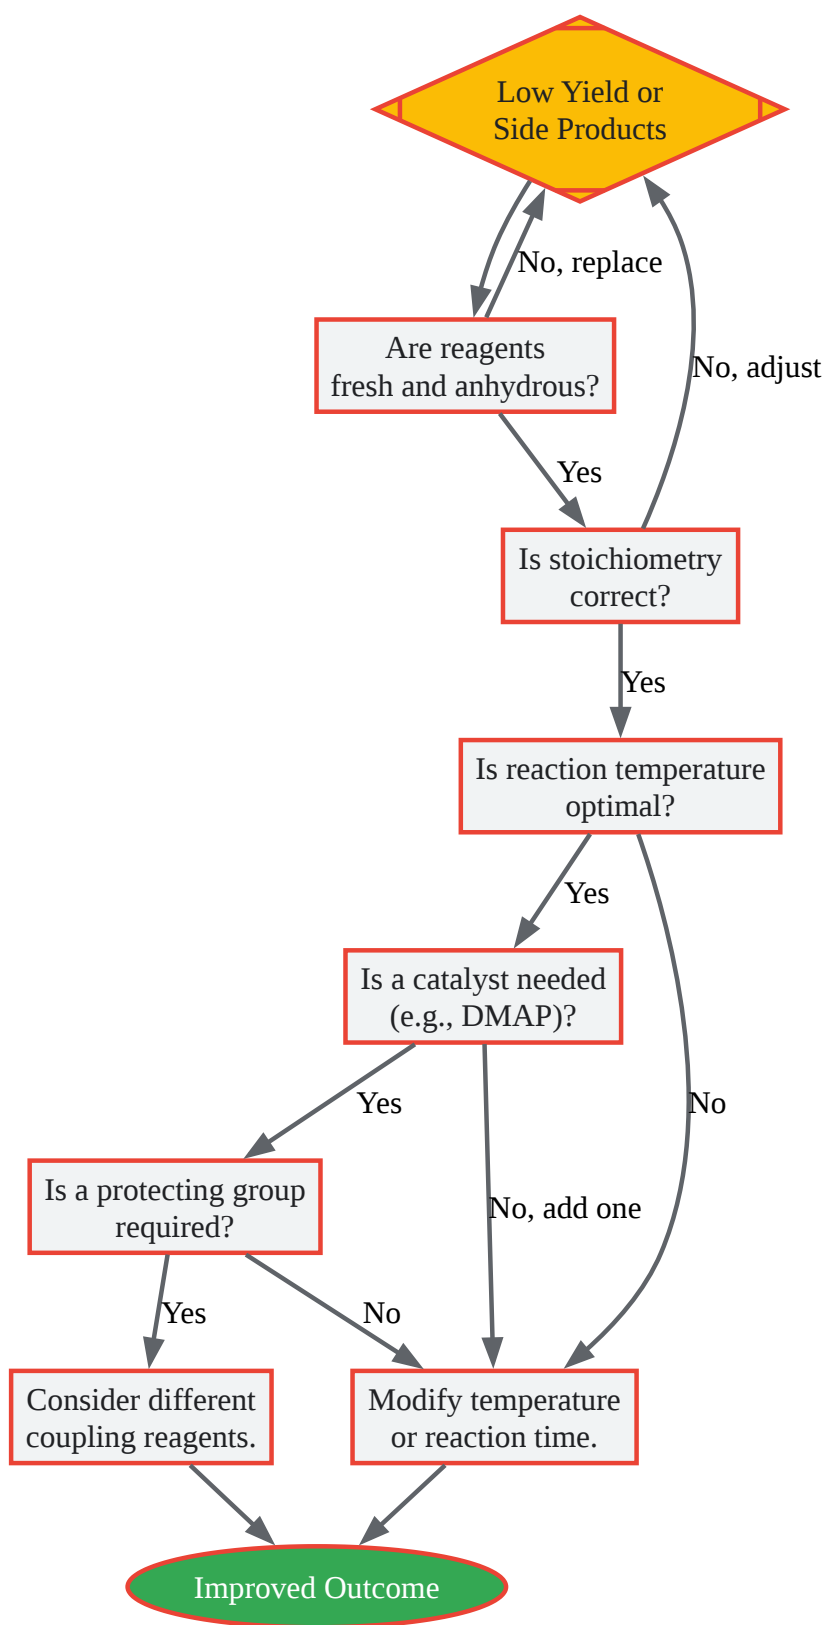 Low Yield or
Side Products
No, replace
Are reagents
fresh and anhydrous?
No, adjust
Yes
Is stoichiometry
correct?
Yes
Is reaction temperature
optimal?
Yes
Is a catalyst needed
(e.g., DMAP)?
Yes
No
Is a protecting group
required?
No, add one
Yes
No
Consider different
coupling reagents.
Modify temperature
or reaction time.
Improved Outcome